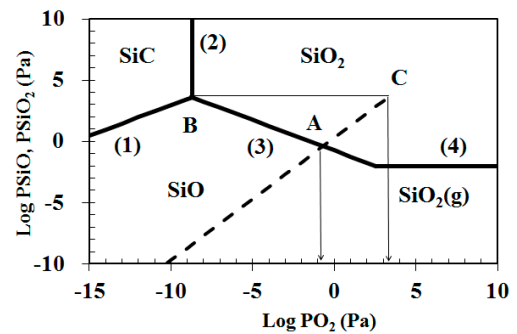 10
SiC
(2)
SiO₂
C
5
B
A
0
(1)
(3)
(4)
-5
SiO
SiO₂(g)
-10
-15
-10
-5
0
5
10
Log PSiO, PSiO₂ (Pa)
Log PO₂ (Pa)